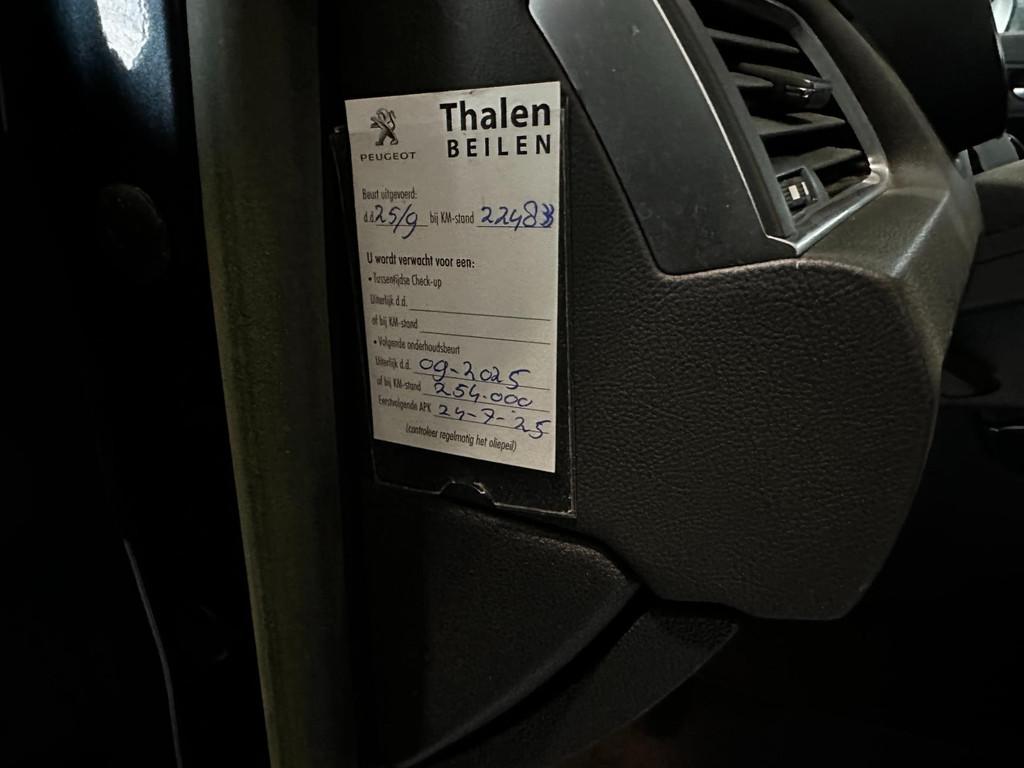 Thalen
BEILEN
PEUGEOT
Beurt uitgevoerd:
d.d. 25/9 bij KM-stand
U wordt verwacht voor een:
• Tussentijdse Check-up
Uiterlijk d.d.
of bij KM-stand
• Volgende onderhoudsbeurt
Uiterlijk d.d. 09-2025
of bij KM-stand 254.000
Eerstvolgende APK 24-7-25
(controleer regelmatig het oliepeil)